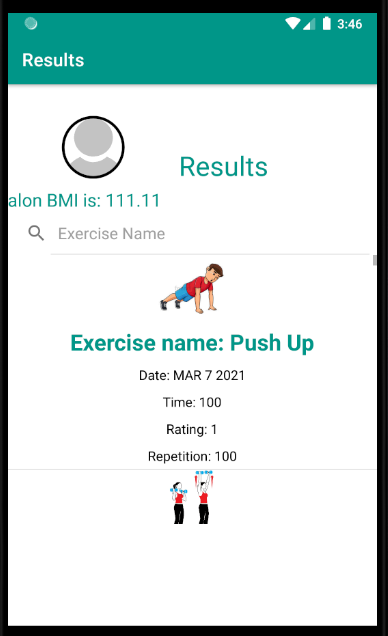 3:46
Results
Results
alon BMI is: 111.11
Exercise Name
Exercise name: Push Up
Date: MAR 7 2021
Time: 100
Rating: 1
Repetition: 100